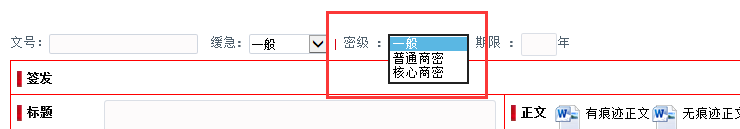 文号： 缓急：一般 | 密级：一般 期限： 年
普通商密
核心商密
签发
标题 正文 有痕迹正文 无痕迹正文